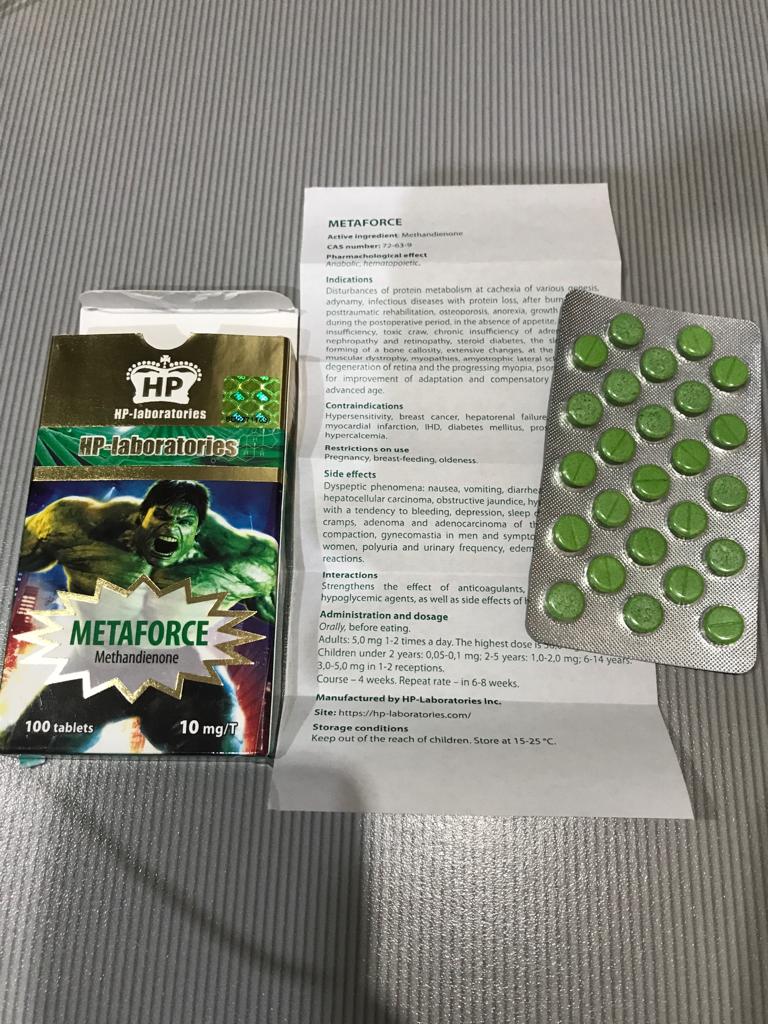 HP
HP-laboratories
HP-laboratories
METAFORCE
Methandienone
100 tablets
10 mg/T
METAFORCE
Active ingredient: Methandienone
CAS number: 72-63-9
Pharmachological effect
Anabolic, hematopoietic.
Indications
Disturbances of protein metabolism at cachexia of various genesis,
adynamy, infectious diseases with protein loss, after
posttraumatic rehabilitation, osteoporosis, anorexia, growth
during the postoperative period, in the absence of appetite,
insufficiency, toxic craw, chronic insufficiency of
nephropathy and retinopathy, steroid diabetes, the
forming of a bone callosity, extensive changes, at the
muscular dystrophy, myopathies, amyotrophic lateral
degeneration of retina and the progressing myopia,
for improvement of adaptation and compensatory
advanced age.
Contraindications
Hypersensitivity, breast cancer, hepatorenal failure
myocardial infarction, IHD, diabetes mellitus,
hypercalcemia.
Restrictions on use
Pregnancy, breast-feeding, oldeness.
Side effects
Dyspeptic phenomena: nausea, vomiting,
hepatocellular carcinoma, obstructive jaundice,
with a tendency to bleeding, depression, sleep
cramps, adenoma and adenocarcinoma of
compaction, gynecomastia in men and
women, polyuria and urinary frequency,
reactions.
Interactions
Strengthens the effect of anticoagulants,
hypoglycemic agents, as well as side effects of
Administration and dosage
Orally, before eating.
Adults: 5,0 mg 1-2 times a day. The highest dose is
Children under 2 years: 0,05-0,1 mg; 2-5 years: 1,0-2,0 mg; 6-14 years:
3,0-5,0 mg in 1-2 receptions.
Course – 4 weeks. Repeat rate – in 6-8 weeks.
Manufactured by HP-Laboratories Inc.
Site: https://hp-laboratories.com/
Storage conditions
Keep out of the reach of children. Store at 15-25 °C.